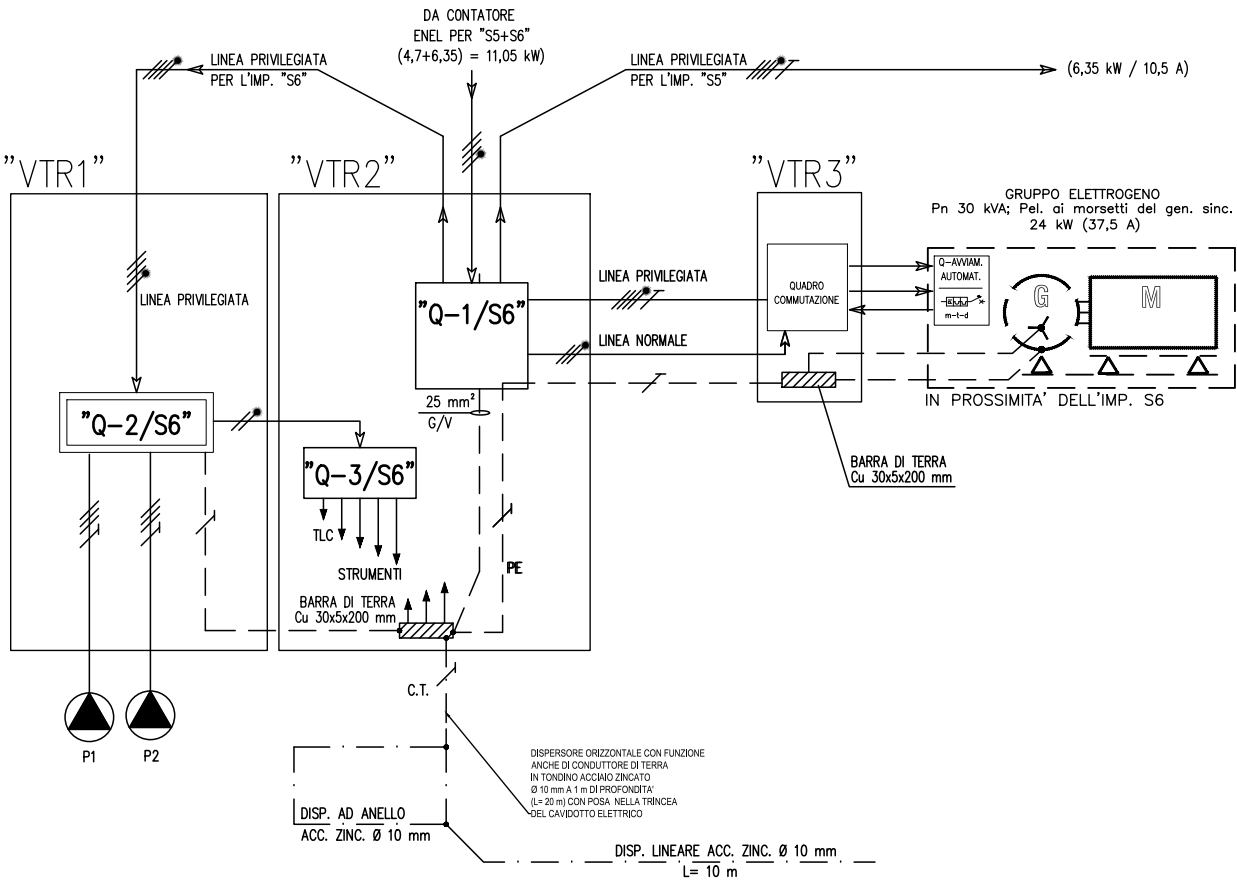 DA CONTATORE
ENEL PER "S5+S6"
(4,7+6,35) = 11,05 kW)
LINEA PRIVILEGIATA
PER L'IMP. "S6"
LINEA PRIVILEGIATA
PER L'IMP. "S5"
(6,35 kW / 10,5 A)
"VTR1"
"VTR2"
"VTR3"
GRUPPO ELETTROGENO
Pn 30 kVA; Pel. ai morsetti del gen. sinc.
24 kW (37,5 A)
LINEA PRIVILEGIATA
"Q-1/S6"
LINEA PRIVILEGIATA
LINEA NORMALE
QUADRO
COMMUTAZIONE
Q-AVVIAM.
AUTOMAT.
m-t-d
G
M
IN PROSSIMITA' DELL'IMP. S6
25 mm²
G/V
"Q-2/S6"
"Q-3/S6"
TLC
STRUMENTI
BARRA DI TERRA
Cu 30x5x200 mm
BARRA DI TERRA
Cu 30x5x200 mm
PE
C.T.
P1
P2
DISPERSORE ORIZZONTALE CON FUNZIONE
ANCHE DI CONDUTTORE DI TERRA
IN TONDINO ACCIAIO ZINCATO
Ø 10 mm A 1 m DI PROFONDITA'
(L= 20 m) CON POSA NELLA TRINCEA
DEL CAVIDOTTO ELETTRICO
DISP. AD ANELLO
ACC. ZINC. Ø 10 mm
DISP. LINEARE ACC. ZINC. Ø 10 mm
L= 10 m